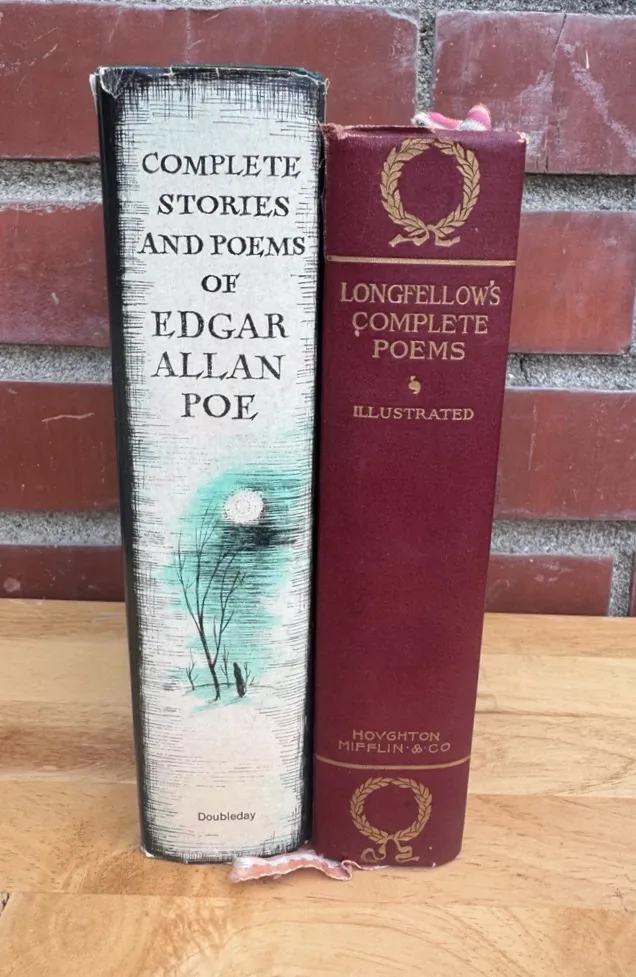 COMPLETE
STORIES
AND POEMS
OF
EDGAR
ALLAN
POE
Doubleday
LONGFELLOW'S
COMPLETE
POEMS
ILLUSTRATED
HOVGHTON
MIFFLIN·&·CO